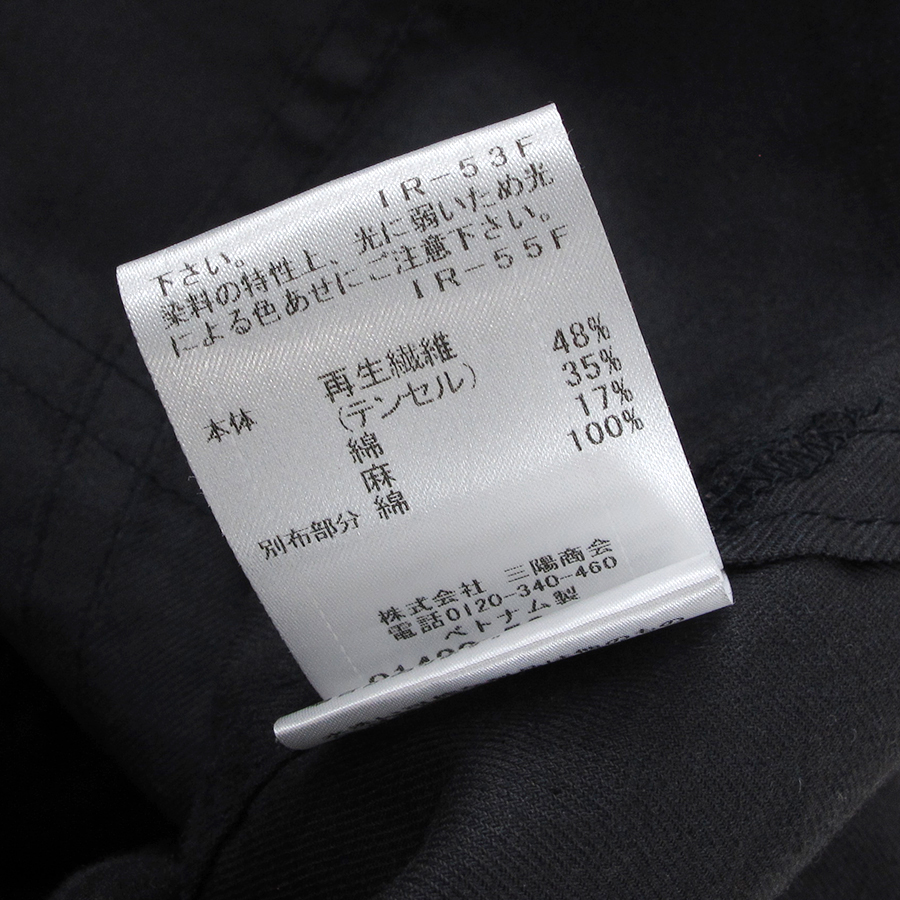 IR-53F
下さい。
染料の特性上、光に弱いため光
による色あせにご注意下さい。
IR-55F
再生繊維 48%
本体 (テンセル)
綿 35%
麻 17%
別布部分 綿 100%
株式会社 三陽商会
電話0120-340-460
ベトナム製